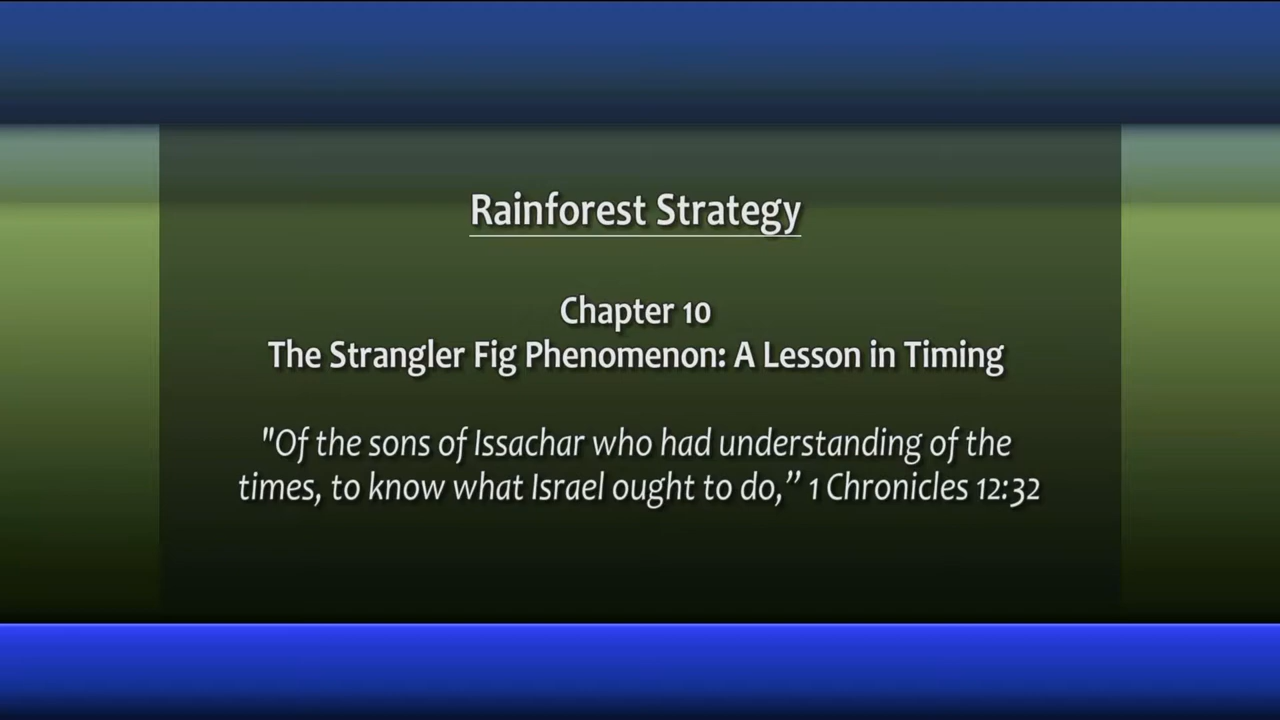 Rainforest Strategy
Chapter 10
The Strangler Fig Phenomenon: A Lesson in Timing
"Of the sons of Issachar who had understanding of the
times, to know what Israel ought to do,” 1 Chronicles 12:32